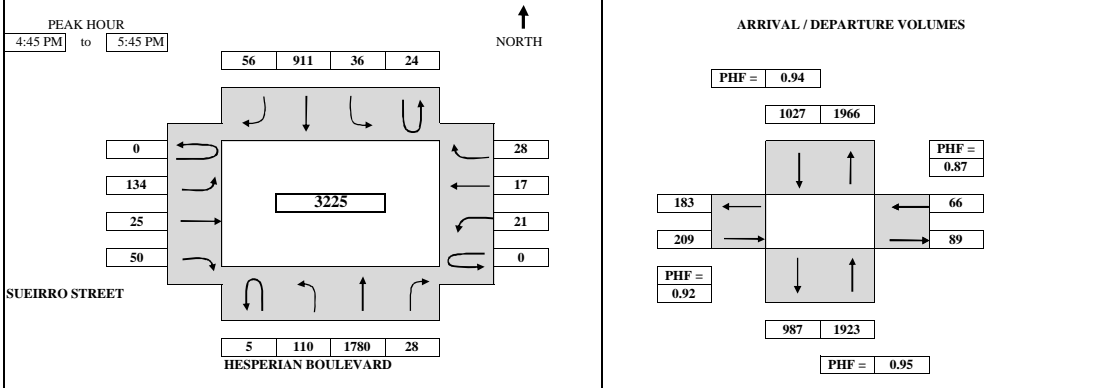 PEAK HOUR
4:45 PM to 5:45 PM
NORTH
56 911 36 24
0
134
25
50
3225
28
17
21
0
SUEIRRO STREET
5 110 1780 28
HESPERIAN BOULEVARD
ARRIVAL / DEPARTURE VOLUMES
PHF = 0.94
1027 1966
PHF =
0.87
183
209
66
89
PHF =
0.92
987 1923
PHF = 0.95